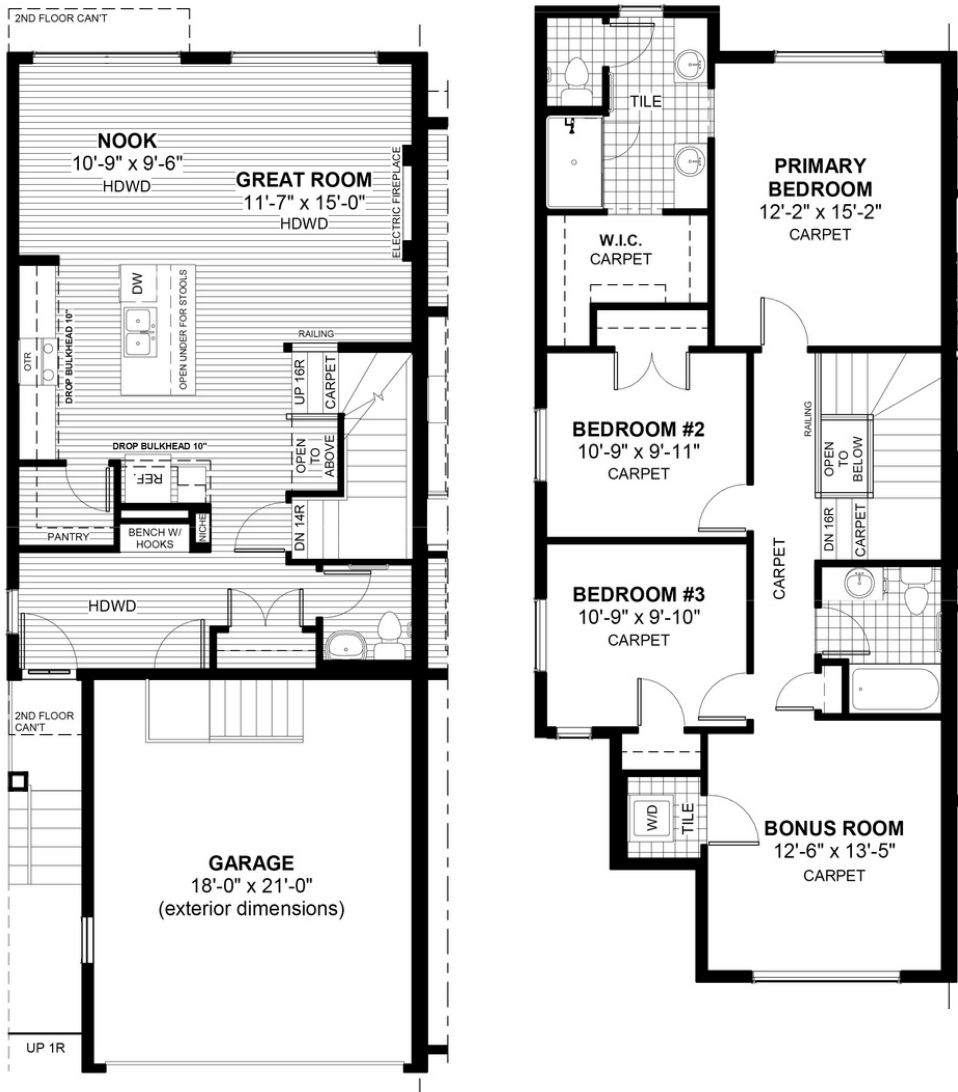 2ND FLOOR CAN'T
NOOK
10'-9" x 9'-6"
HDWD
GREAT ROOM
11'-7" x 15'-0"
HDWD
ELECTRIC FIREPLACE
DW
OPEN UNDER FOR STOOLS
OTR
DROP BULKHEAD 10"
RAILING
UP 16R
CARPET
DROP BULKHEAD 10"
REF.
OPEN
TO
ABOVE
PANTRY
BENCH W/
HOOKS
NICHE
DN 14R
HDWD
2ND FLOOR
CAN'T
GARAGE
18'-0" x 21'-0"
(exterior dimensions)
UP 1R
TILE
PRIMARY
BEDROOM
12'-2" x 15'-2"
CARPET
W.I.C.
CARPET
BEDROOM #2
10'-9" x 9'-11"
CARPET
RAILING
OPEN
TO
BELOW
DN 16R
CARPET
CARPET
BEDROOM #3
10'-9" x 9'-10"
CARPET
W/D
TILE
BONUS ROOM
12'-6" x 13'-5"
CARPET